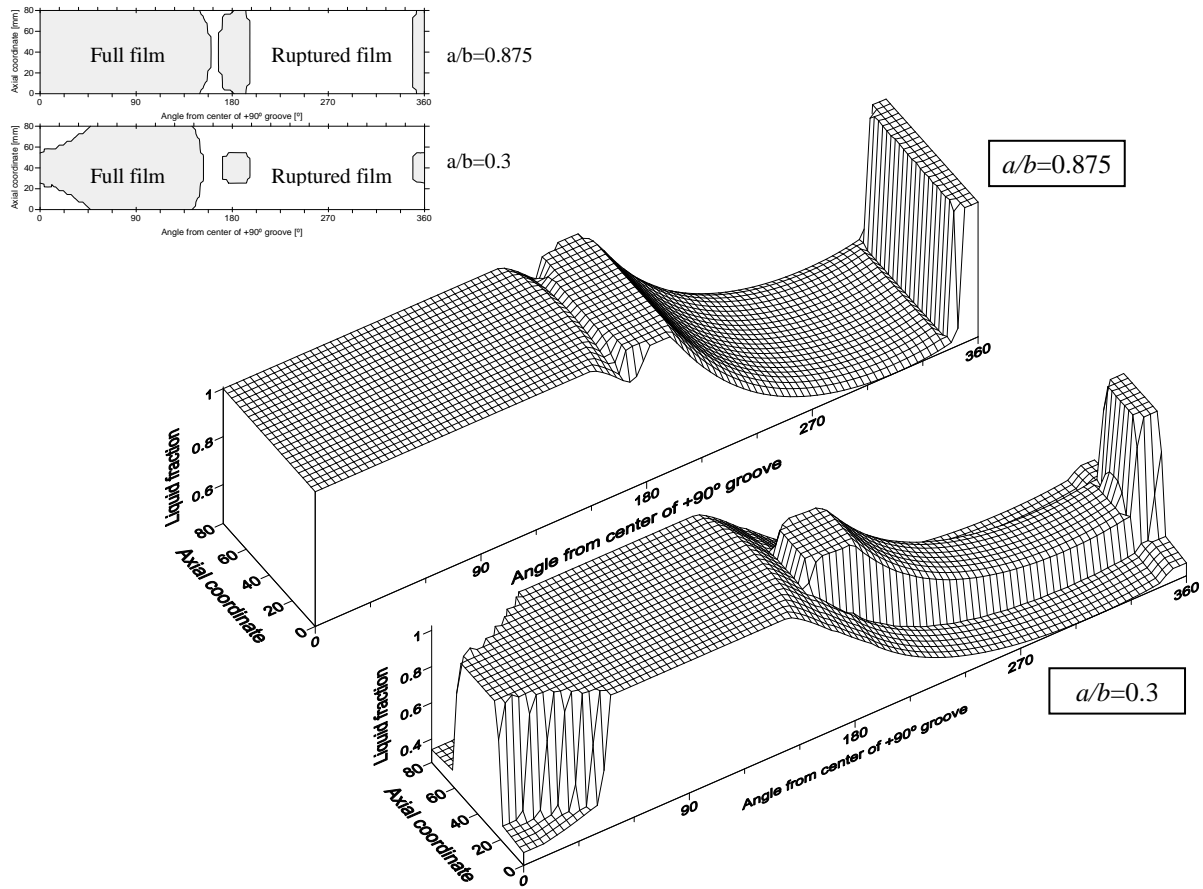 80
60
40
20
0
Axial coordinate [mm]
Full film
Ruptured film
a/b=0.875
0
90
180
270
360
Angle from center of +90º groove [º]
80
60
40
20
0
Axial coordinate [mm]
Full film
Ruptured film
a/b=0.3
0
90
180
270
360
Angle from center of +90º groove [º]
a/b=0.875
1
0.8
0.6
Liquid fraction
80
60
40
20
0
Axial coordinate
0
90
180
270
360
Angle from center of +90º groove
1
0.8
0.6
0.4
Liquid fraction
80
60
40
20
0
Axial coordinate
0
90
180
270
360
Angle from center of +90º groove
a/b=0.3